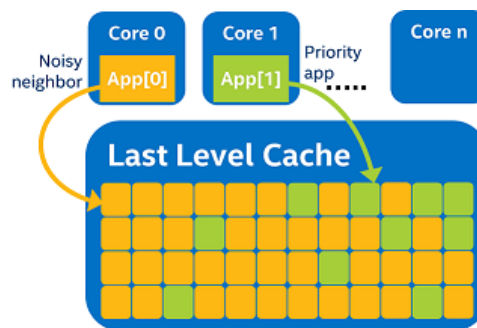 Core 0
Core 1
Core n
Noisy
neighbor
App[0]
App[1]
Priority
app
Last Level Cache